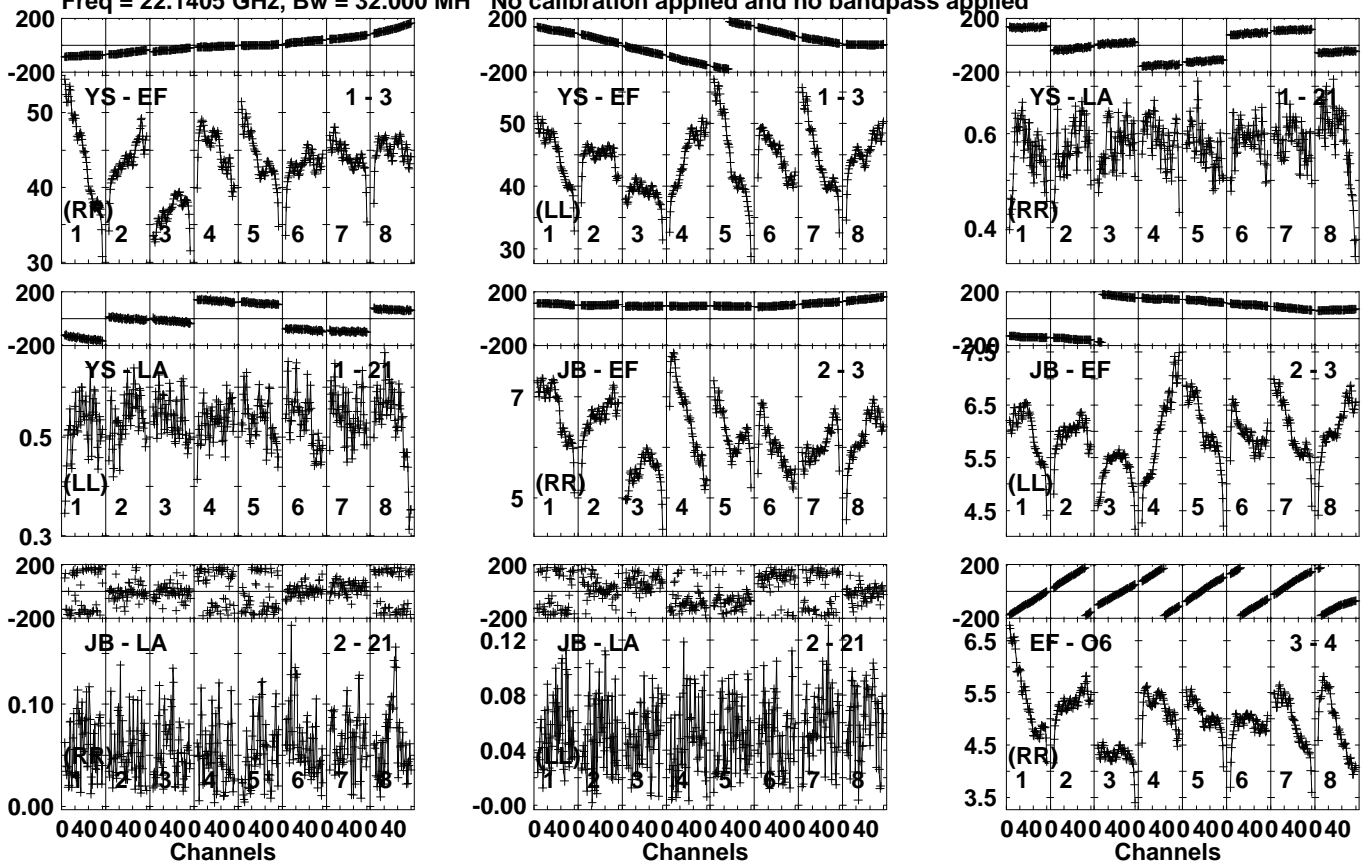 Freq = 22.1405 GHz, Bw = 32.000 MH No calibration applied and no bandpass applied
200 200 200
-200 -200 -200
YS - EF 1 - 3 YS - EF 1 - 3 YS - LA 1 - 21
50 50 0.6
40 40
(RR) (LL) (RR) 0.4
1 2 3 4 5 6 7 8 1 2 3 4 5 6 7 8 1 2 3 4 5 6 7 8
30 30
200 200 200
-200 -200 -200
7.5
YS - LA 1 - 21 JB - EF 2 - 3 JB - EF 2 - 3
7 6.5
0.5 5.5
(LL) (RR) (LL)
5 4.5
1 2 3 4 5 6 7 8 1 2 3 4 5 6 7 8 1 2 3 4 5 6 7 8
0.3
200 200 200
-200 -200 -200
JB - LA 2 - 21 JB - LA 2 - 21 EF - O6 3 - 4
0.12 6.5
0.10 0.08 5.5
(RR) 0.04 (LL) 4.5 (RR)
1 2 3 4 5 6 7 8 1 2 3 4 5 6 7 8 1 2 3 4 5 6 7 8
0.00 -0.00 3.5
0 40 0 40 0 40 0 40 0 40 0 40 0 40 0 40 0 40 0 40 0 40 0 40 0 40 0 40 0 40 0 40 0 40 0 40 0 40 0 40 0 40 0 40 0 40 0 40
Channels Channels Channels